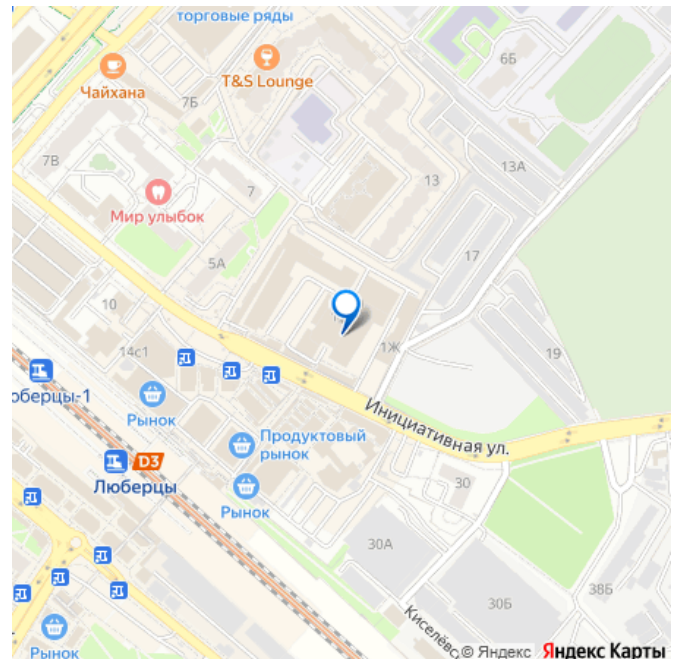 торговые ряды
6Б
T&S Lounge
Чайхана
7Б
7В
13А
13
7
Мир улыбок
17
5А
10
1Ж
14с1
19
юберцы-1
Рынок
Инициативная ул.
Продуктовый
рынок
D3
Люберцы
30
Рынок
30А
38Б
30Б
Киселёвс
Рынок
© Яндекс Яндекс Карты